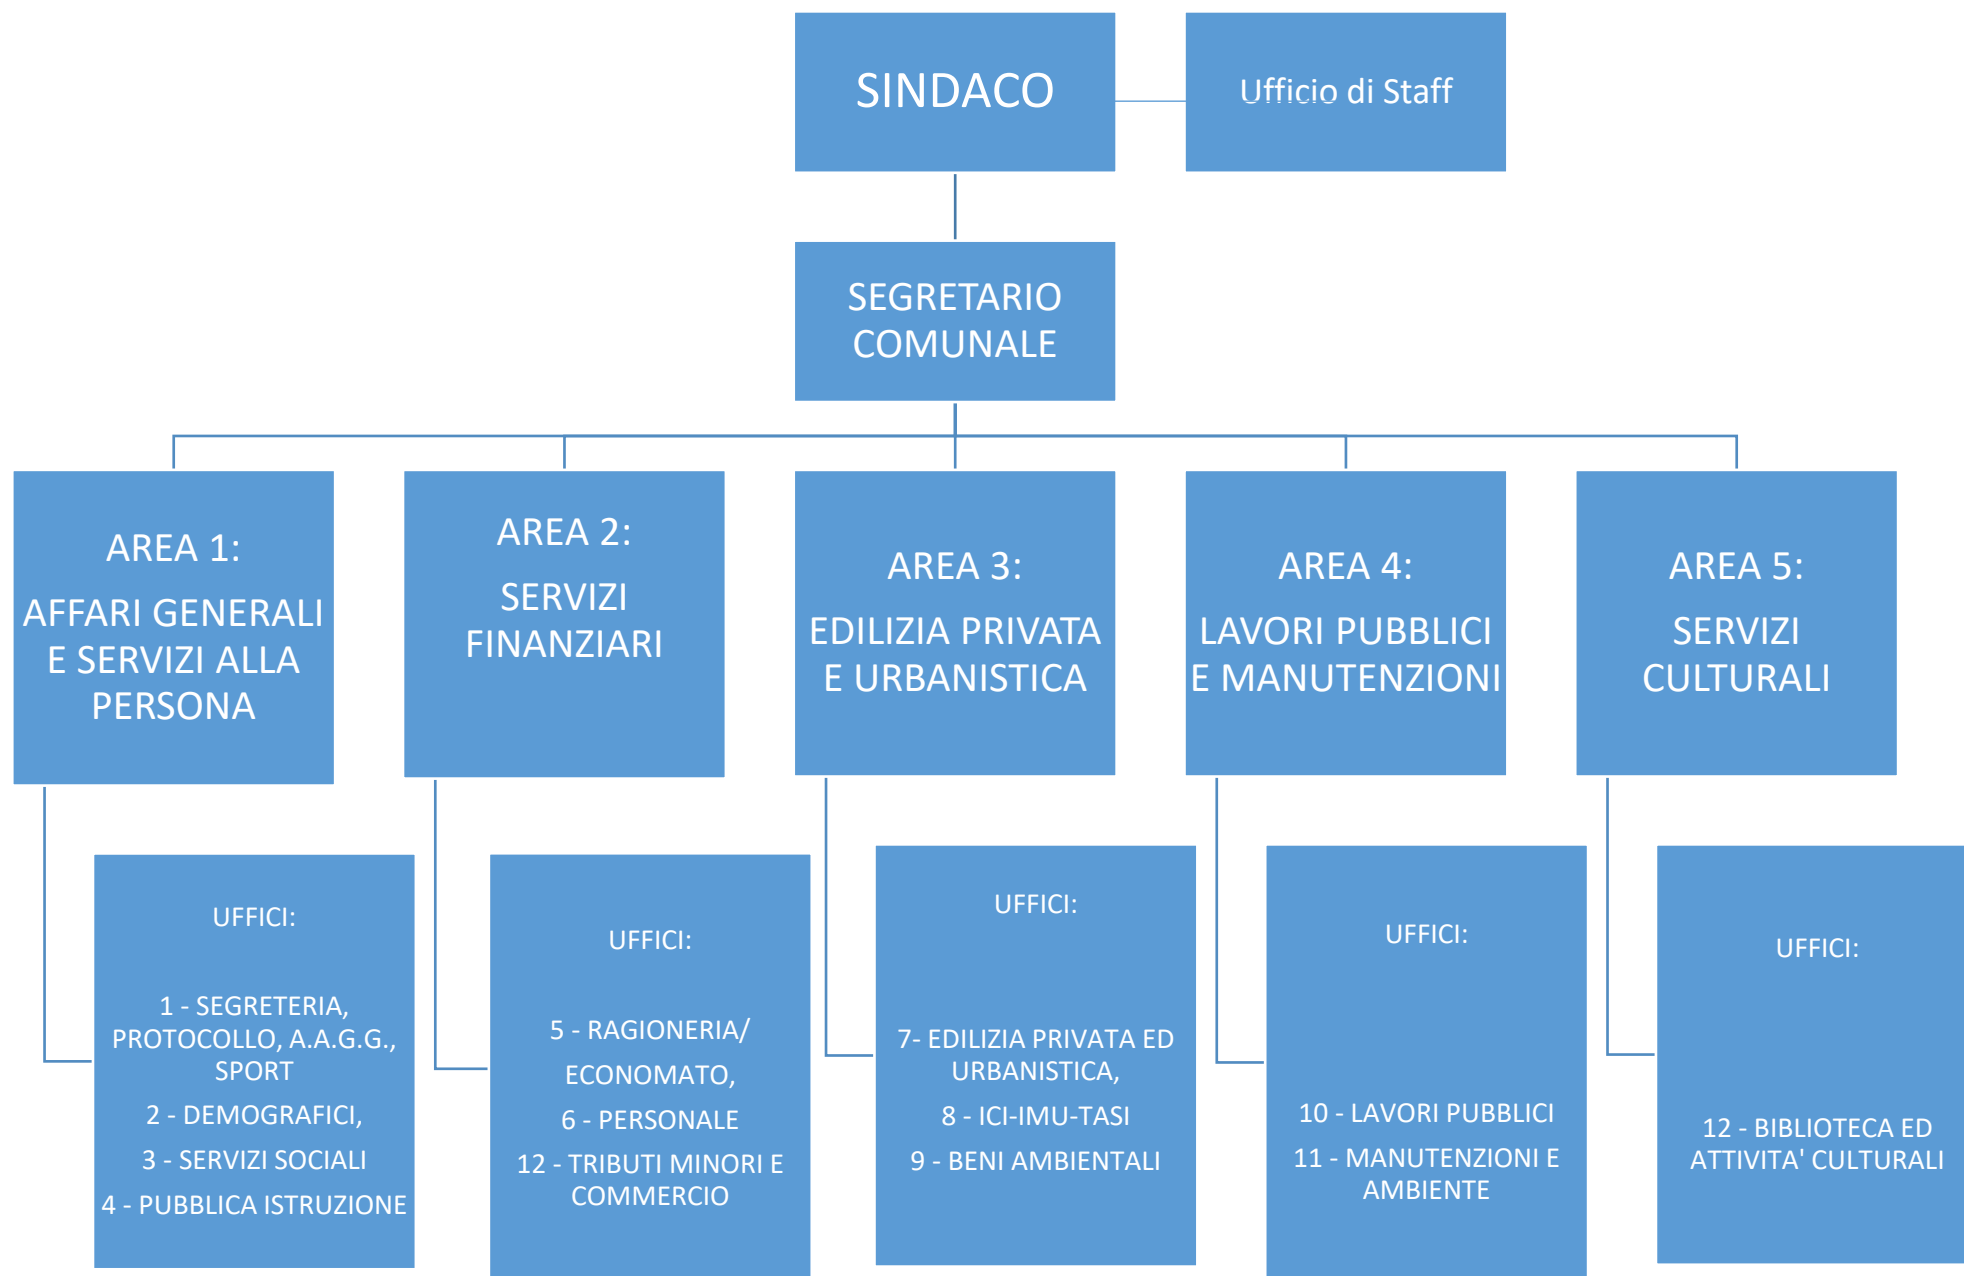 SINDACO
Ufficio di Staff
SEGRETARIO
COMUNALE
AREA 1:
AFFARI GENERALI
E SERVIZI ALLA
PERSONA
AREA 2:
SERVIZI
FINANZIARI
AREA 3:
EDILIZIA PRIVATA
E URBANISTICA
AREA 4:
LAVORI PUBBLICI
E MANUTENZIONI
AREA 5:
SERVIZI
CULTURALI
UFFICI:
1 - SEGRETERIA,
PROTOCOLLO, A.A.G.G.,
SPORT
2 - DEMOGRAFICI,
3 - SERVIZI SOCIALI
4 - PUBBLICA ISTRUZIONE
UFFICI:
5 - RAGIONERIA/
ECONOMATO,
6 - PERSONALE
12 - TRIBUTI MINORI E
COMMERCIO
UFFICI:
7- EDILIZIA PRIVATA ED
URBANISTICA,
8 - ICI-IMU-TASI
9 - BENI AMBIENTALI
UFFICI:
10 - LAVORI PUBBLICI
11 - MANUTENZIONI E
AMBIENTE
UFFICI:
12 - BIBLIOTECA ED
ATTIVITA' CULTURALI